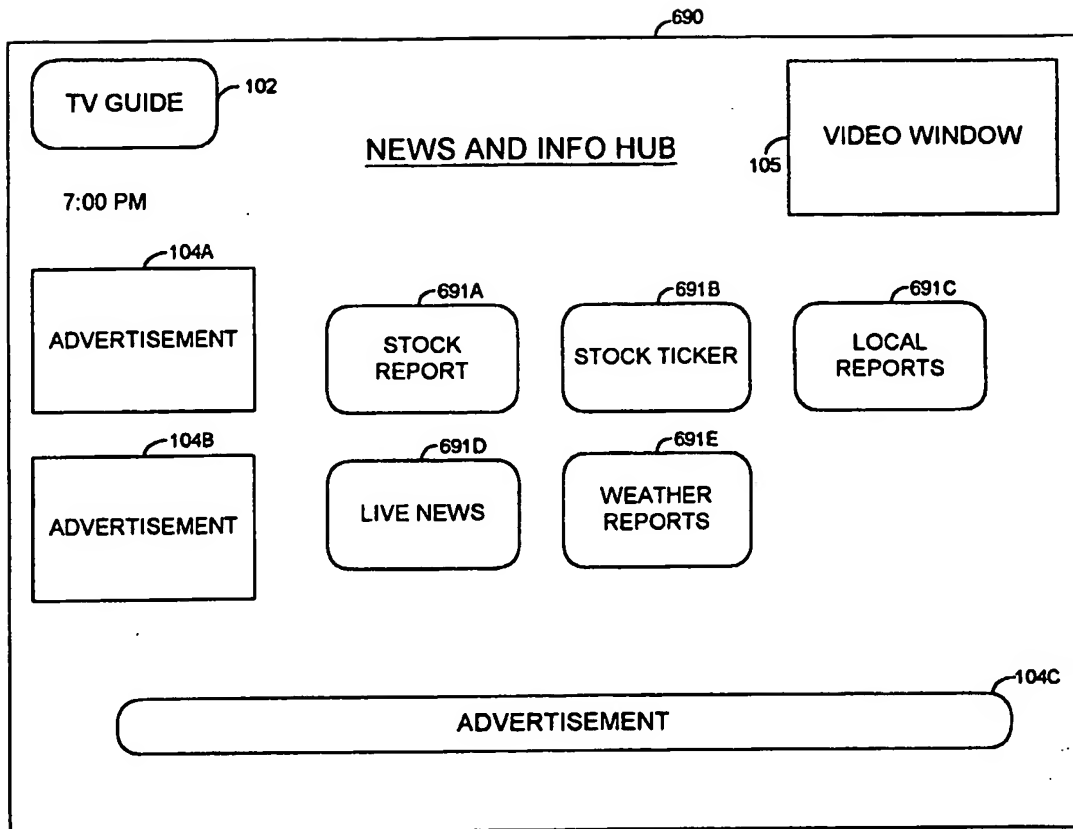 690
TV GUIDE
102
NEWS AND INFO HUB
VIDEO WINDOW
105
7:00 PM
104A
ADVERTISEMENT
691A
STOCK
REPORT
691B
STOCK TICKER
691C
LOCAL
REPORTS
104B
ADVERTISEMENT
691D
LIVE NEWS
691E
WEATHER
REPORTS
104C
ADVERTISEMENT